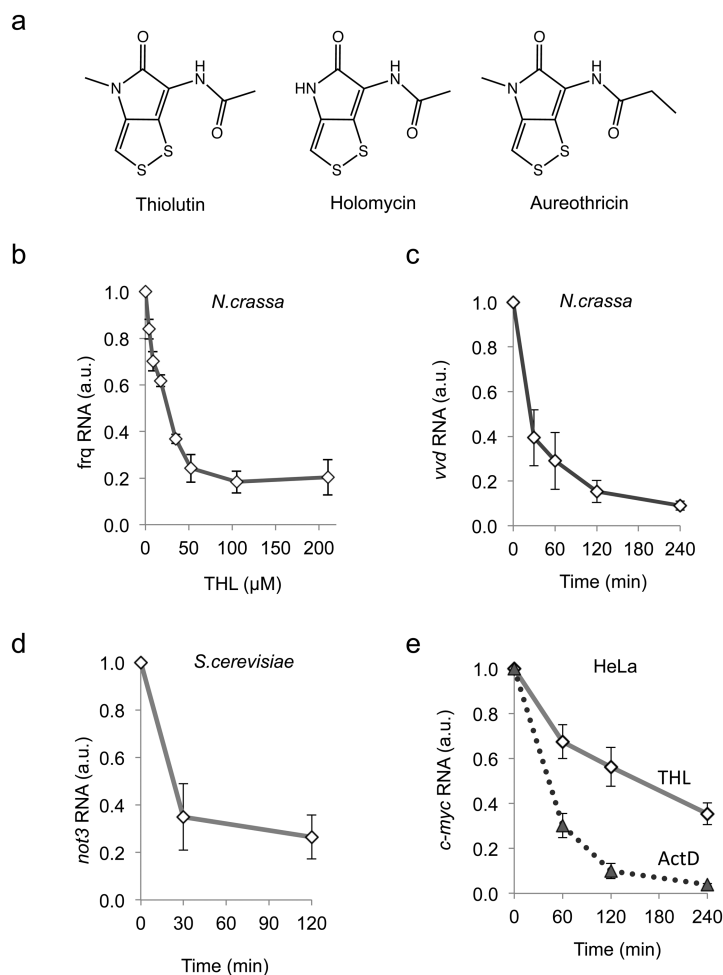 a
O
N
H
N
O
S
S
Thiolutin
O
HN
H
N
O
S
S
Holomycin
O
N
H
N
O
S
S
Aureothricin
b
N.crassa
frq RNA (a.u.)
1.0
0.8
0.6
0.4
0.2
0.0
0 50 100 150 200
THL (µM)
c
N.crassa
vvd RNA (a.u.)
1.0
0.8
0.6
0.4
0.2
0.0
0 60 120 180 240
Time (min)
d
S.cerevisiae
not3 RNA (a.u.)
1.0
0.8
0.6
0.4
0.2
0.0
0 30 60 90 120
Time (min)
e
HeLa
c-myc RNA (a.u.)
1.0
0.8
0.6
0.4
0.2
0.0
THL
ActD
0 60 120 180 240
Time (min)